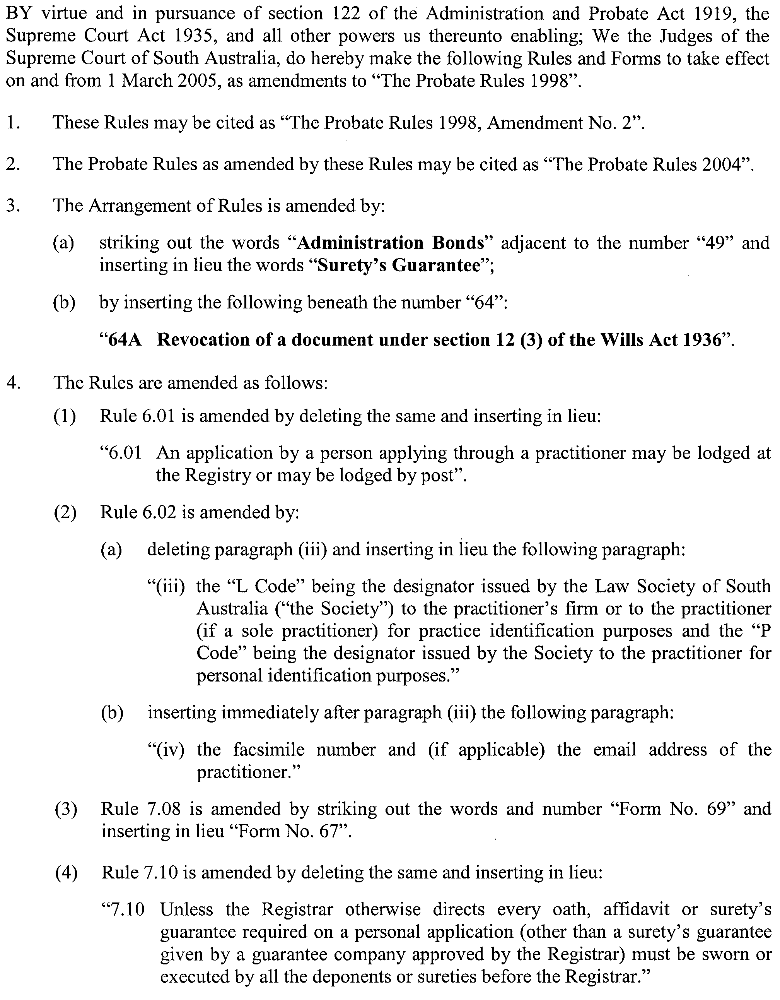 BY virtue and in pursuance of section 122 of the Administration and Probate Act 1919, the
Supreme Court Act 1935, and all other powers us thereunto enabling; We the Judges of the
Supreme Court of South Australia, do hereby make the following Rules and Forms to take effect
on and from 1 March 2005, as amendments to “The Probate Rules 1998”.
1. These Rules may be cited as “The Probate Rules 1998, Amendment No. 2”.
2. The Probate Rules as amended by these Rules may be cited as “The Probate Rules 2004”.
3. The Arrangement of Rules is amended by:
(a) striking out the words “Administration Bonds” adjacent to the number “49” and
inserting in lieu the words “Surety’s Guarantee”;
(b) by inserting the following beneath the number “64”:
“64A Revocation of a document under section 12 (3) of the Wills Act 1936”.
4. The Rules are amended as follows:
(1) Rule 6.01 is amended by deleting the same and inserting in lieu:
“6.01 An application by a person applying through a practitioner may be lodged at
the Registry or may be lodged by post”.
(2) Rule 6.02 is amended by:
(a) deleting paragraph (iii) and inserting in lieu the following paragraph:
“(iii) the “L Code” being the designator issued by the Law Society of South
Australia (“the Society”) to the practitioner’s firm or to the practitioner
(if a sole practitioner) for practice identification purposes and the “P
Code” being the designator issued by the Society to the practitioner for
personal identification purposes.”
(b) inserting immediately after paragraph (iii) the following paragraph:
“(iv) the facsimile number and (if applicable) the email address of the
practitioner.”
(3) Rule 7.08 is amended by striking out the words and number “Form No. 69” and
inserting in lieu “Form No. 67”.
(4) Rule 7.10 is amended by deleting the same and inserting in lieu:
“7.10 Unless the Registrar otherwise directs every oath, affidavit or surety’s
guarantee required on a personal application (other than a surety’s guarantee
given by a guarantee company approved by the Registrar) must be sworn or
executed by all the deponents or sureties before the Registrar.”